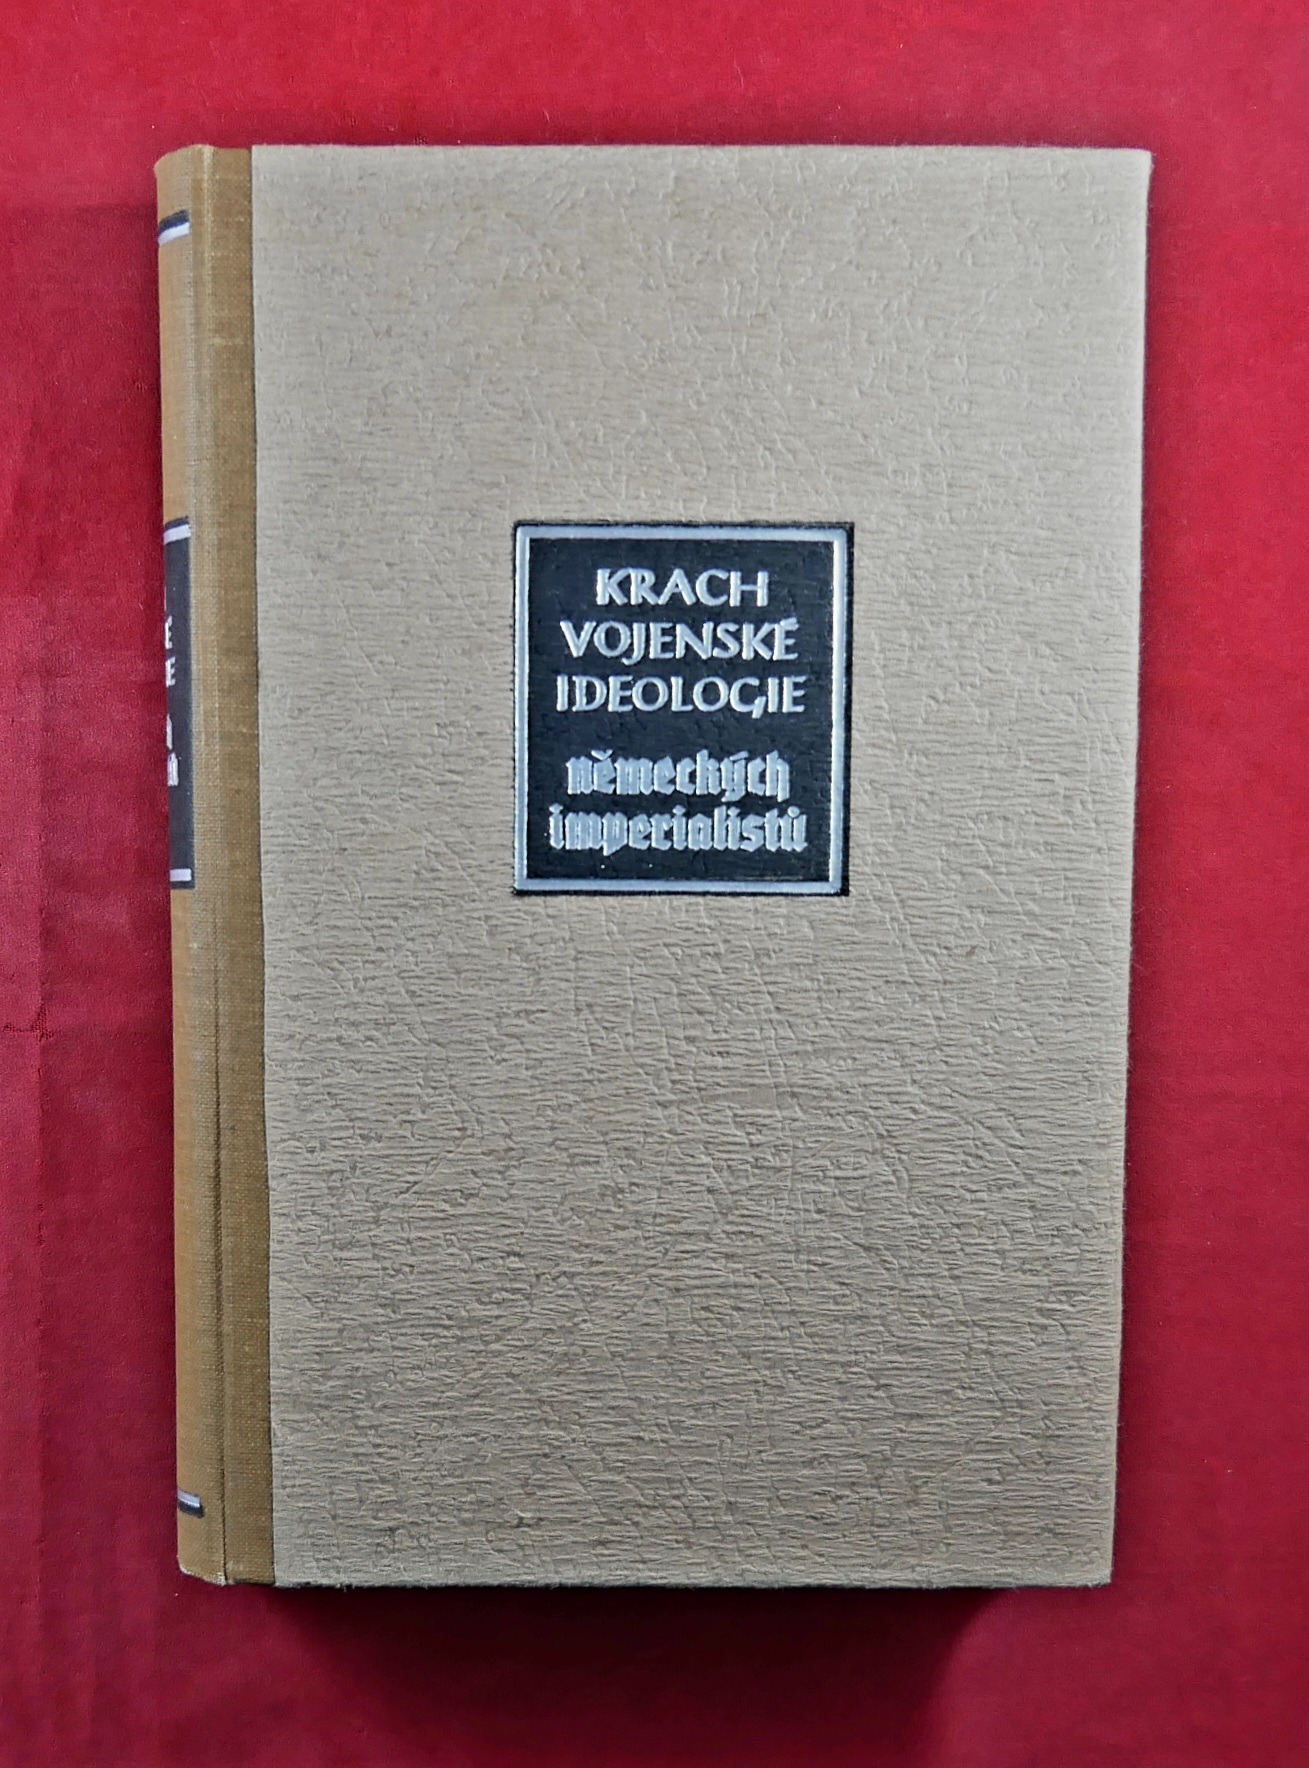 KRACH
VOJENSKÉ
IDEOLOGIE
německých
imperialistů